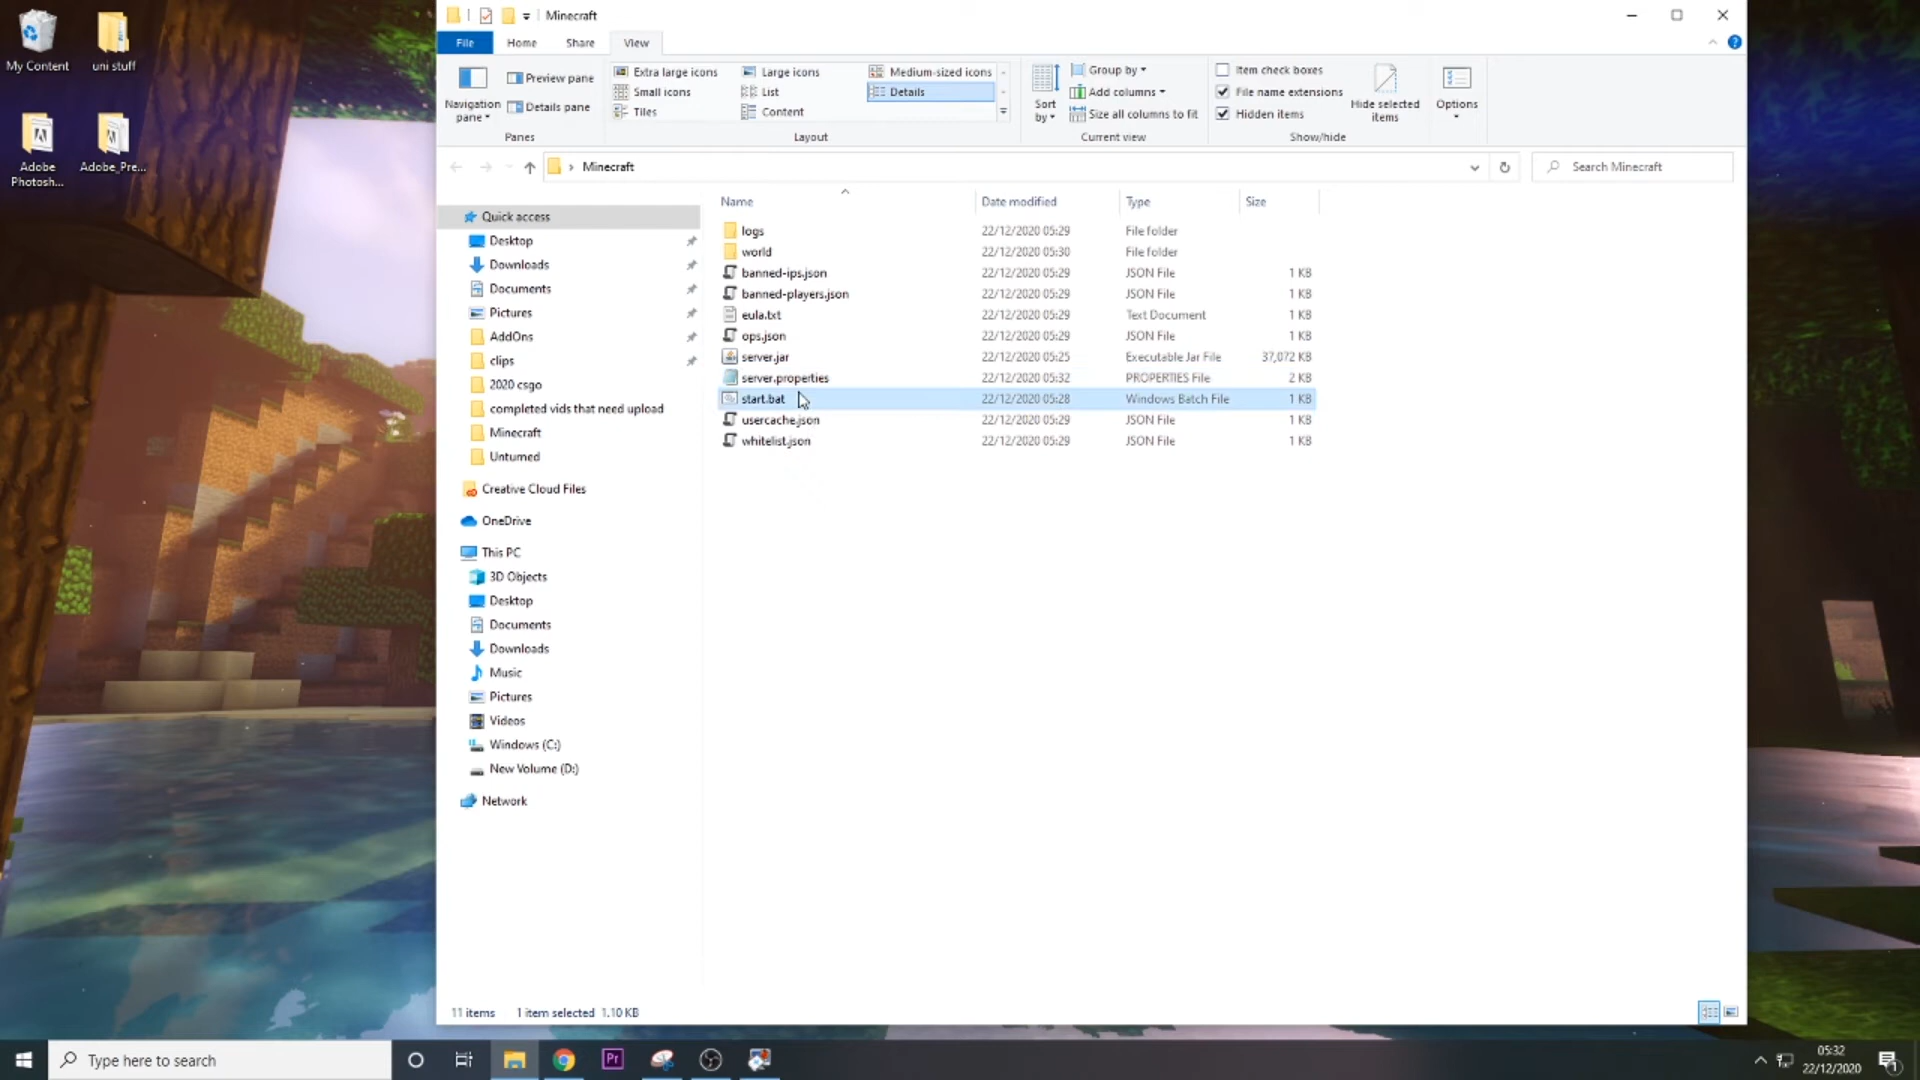 My Content
uni stuff
Adobe
Photosh...
Adobe_Pre...
Minecraft
File Home Share View
Navigation
pane
Preview pane
Details pane
Panes
Extra large icons Large icons Medium-sized icons
Small icons List Details
Tiles Content
Layout
Sort
by
Group by
Add columns
Size all columns to fit
Current view
Item check boxes
File name extensions
Hidden items
Hide selected
items
Show/hide
Options
Minecraft
Search Minecraft
Quick access
Desktop
Downloads
Documents
Pictures
AddOns
clips
2020 csgo
completed vids that need upload
Minecraft
Unturned
Creative Cloud Files
OneDrive
This PC
3D Objects
Desktop
Documents
Downloads
Music
Pictures
Videos
Windows (C:)
New Volume (D:)
Network
Name Date modified Type Size
logs 22/12/2020 05:29 File folder
world 22/12/2020 05:30 File folder
banned-ips.json 22/12/2020 05:29 JSON File 1 KB
banned-players.json 22/12/2020 05:29 JSON File 1 KB
eula.txt 22/12/2020 05:29 Text Document 1 KB
ops.json 22/12/2020 05:29 JSON File 1 KB
server.jar 22/12/2020 05:25 Executable Jar File 37,072 KB
server.properties 22/12/2020 05:32 PROPERTIES File 2 KB
start.bat 22/12/2020 05:28 Windows Batch File 1 KB
usercache.json 22/12/2020 05:29 JSON File 1 KB
whitelist.json 22/12/2020 05:29 JSON File 1 KB
11 items 1 item selected 1.10 KB
Type here to search
Pr
05:32
22/12/2020
1